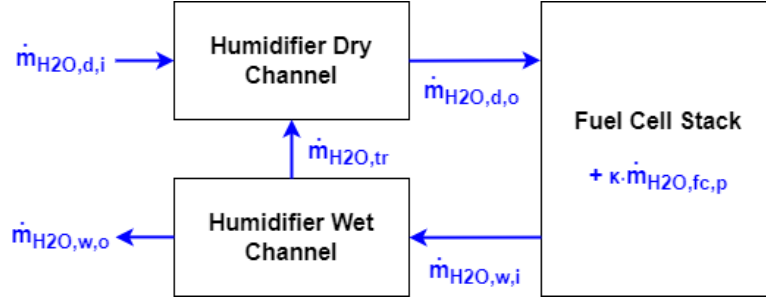 Humidifier Dry
Channel
ṁH2O,d,i
ṁH2O,d,o
Fuel Cell Stack
+ κ·ṁH2O,fc,p
ṁH2O,tr
Humidifier Wet
Channel
ṁH2O,w,o
ṁH2O,w,i